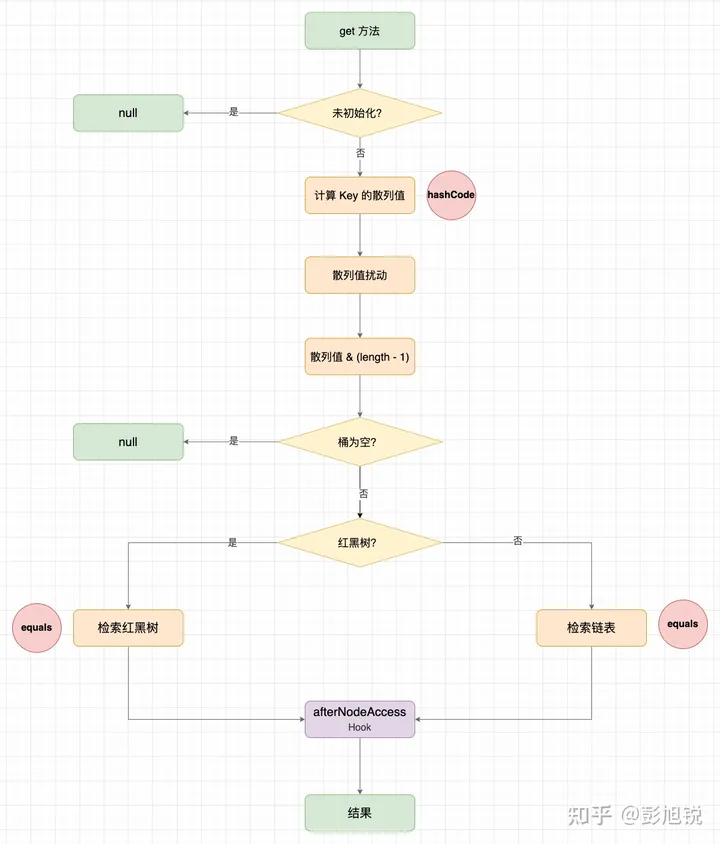 get 方法
未初始化?
是
null
否
计算 Key 的散列值
hashCode
散列值扰动
散列值 & (length - 1)
桶为空?
是
null
否
红黑树?
是
否
equals
检索红黑树
检索链表
equals
afterNodeAccess
Hook
结果
知乎 @彭旭锐